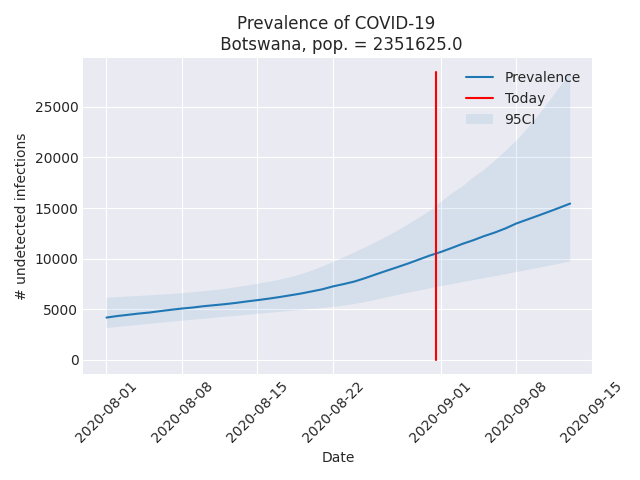 Prevalence of COVID-19
Botswana, pop. = 2351625.0
Prevalence
Today
95CI
# undetected infections
25000
20000
15000
10000
5000
0
2020-08-01
2020-08-08
2020-08-15
2020-08-22
2020-09-01
2020-09-08
2020-09-15
Date